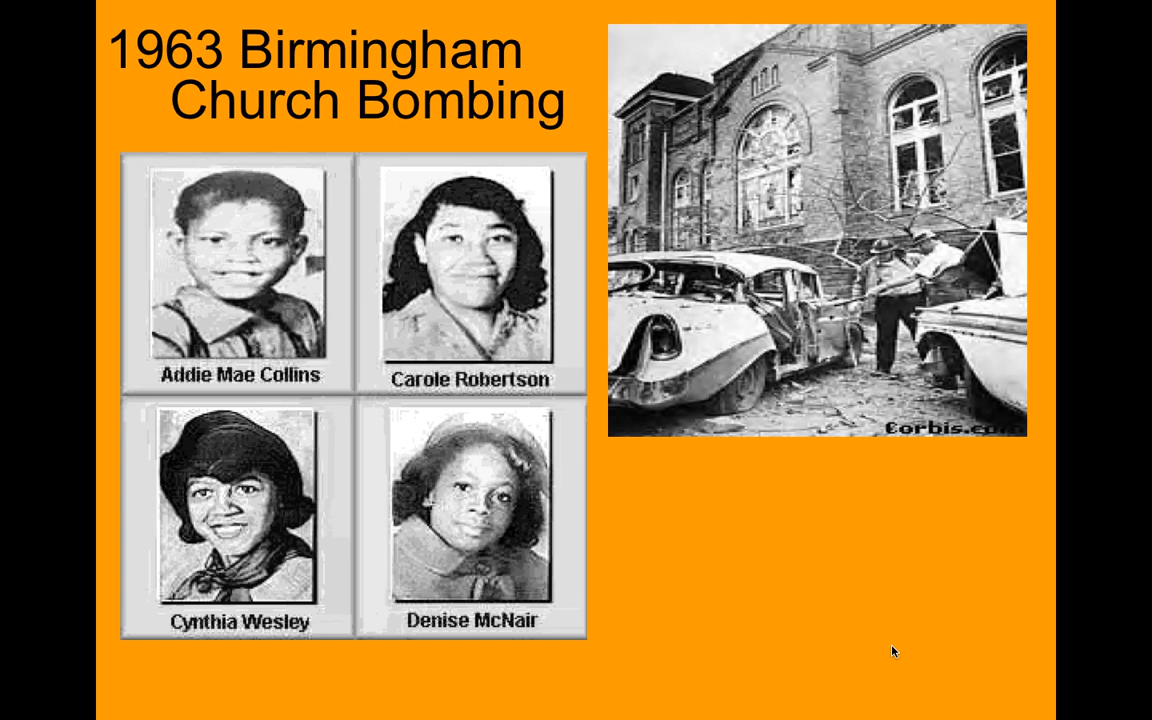 1963 Birmingham
Church Bombing
Addie Mae Collins
Carole Robertson
Cynthia Wesley
Denise McNair
Corbis.com